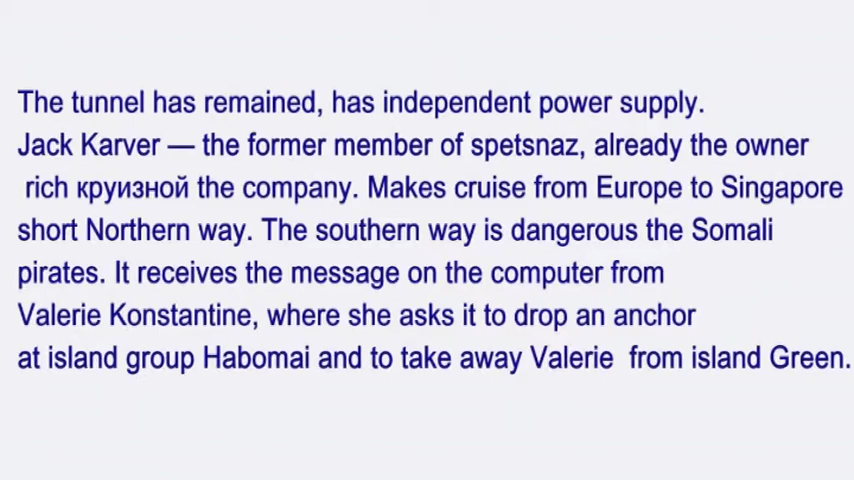 The tunnel has remained, has independent power supply.
Jack Karver — the former member of spetsnaz, already the owner
rich круизной the company. Makes cruise from Europe to Singapore
short Northern way. The southern way is dangerous the Somali
pirates. It receives the message on the computer from
Valerie Konstantine, where she asks it to drop an anchor
at island group Habomai and to take away Valerie from island Green.